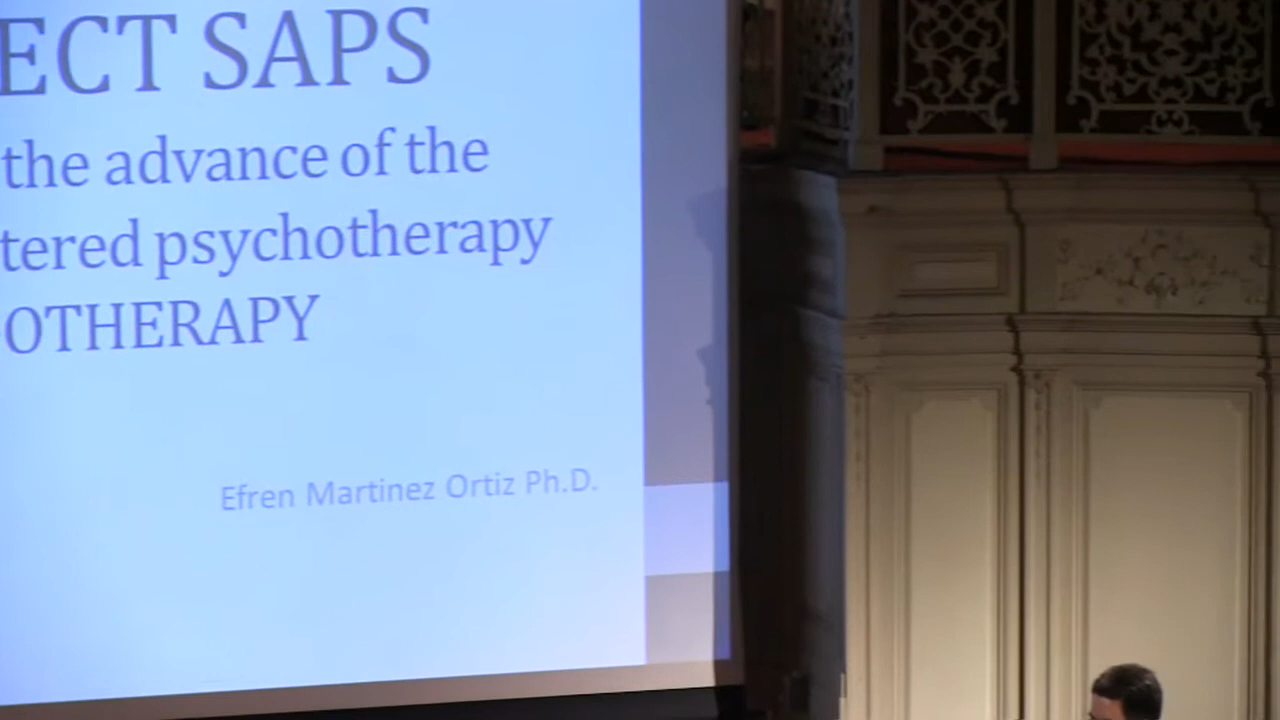 ECT SAPS
the advance of the
tered psychotherapy
OTHERAPY
Efren Martinez Ortiz Ph.D.